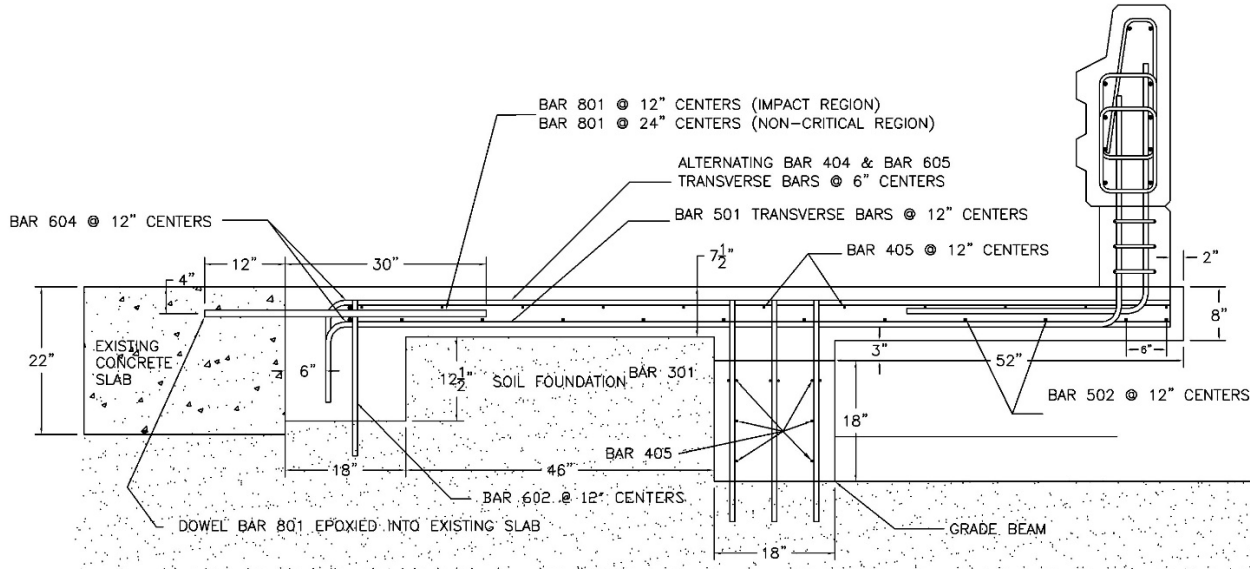 BAR 801 @ 12" CENTERS (IMPACT REGION)
BAR 801 @ 24" CENTERS (NON-CRITICAL REGION)
ALTERNATING BAR 404 & BAR 605
TRANSVERSE BARS @ 6" CENTERS
BAR 604 @ 12" CENTERS
BAR 501 TRANSVERSE BARS @ 12" CENTERS
12"
30"
7 1/2"
BAR 405 @ 12" CENTERS
2"
4"
8"
22"
EXISTING
CONCRETE
SLAB
6"
12 1/2"
SOIL FOUNDATION
BAR 301
3"
52"
6"
BAR 502 @ 12" CENTERS
18"
BAR 405
18"
46"
BAR 602 @ 12" CENTERS
DOWEL BAR 801 EPOXIED INTO EXISTING SLAB
GRADE BEAM
18"